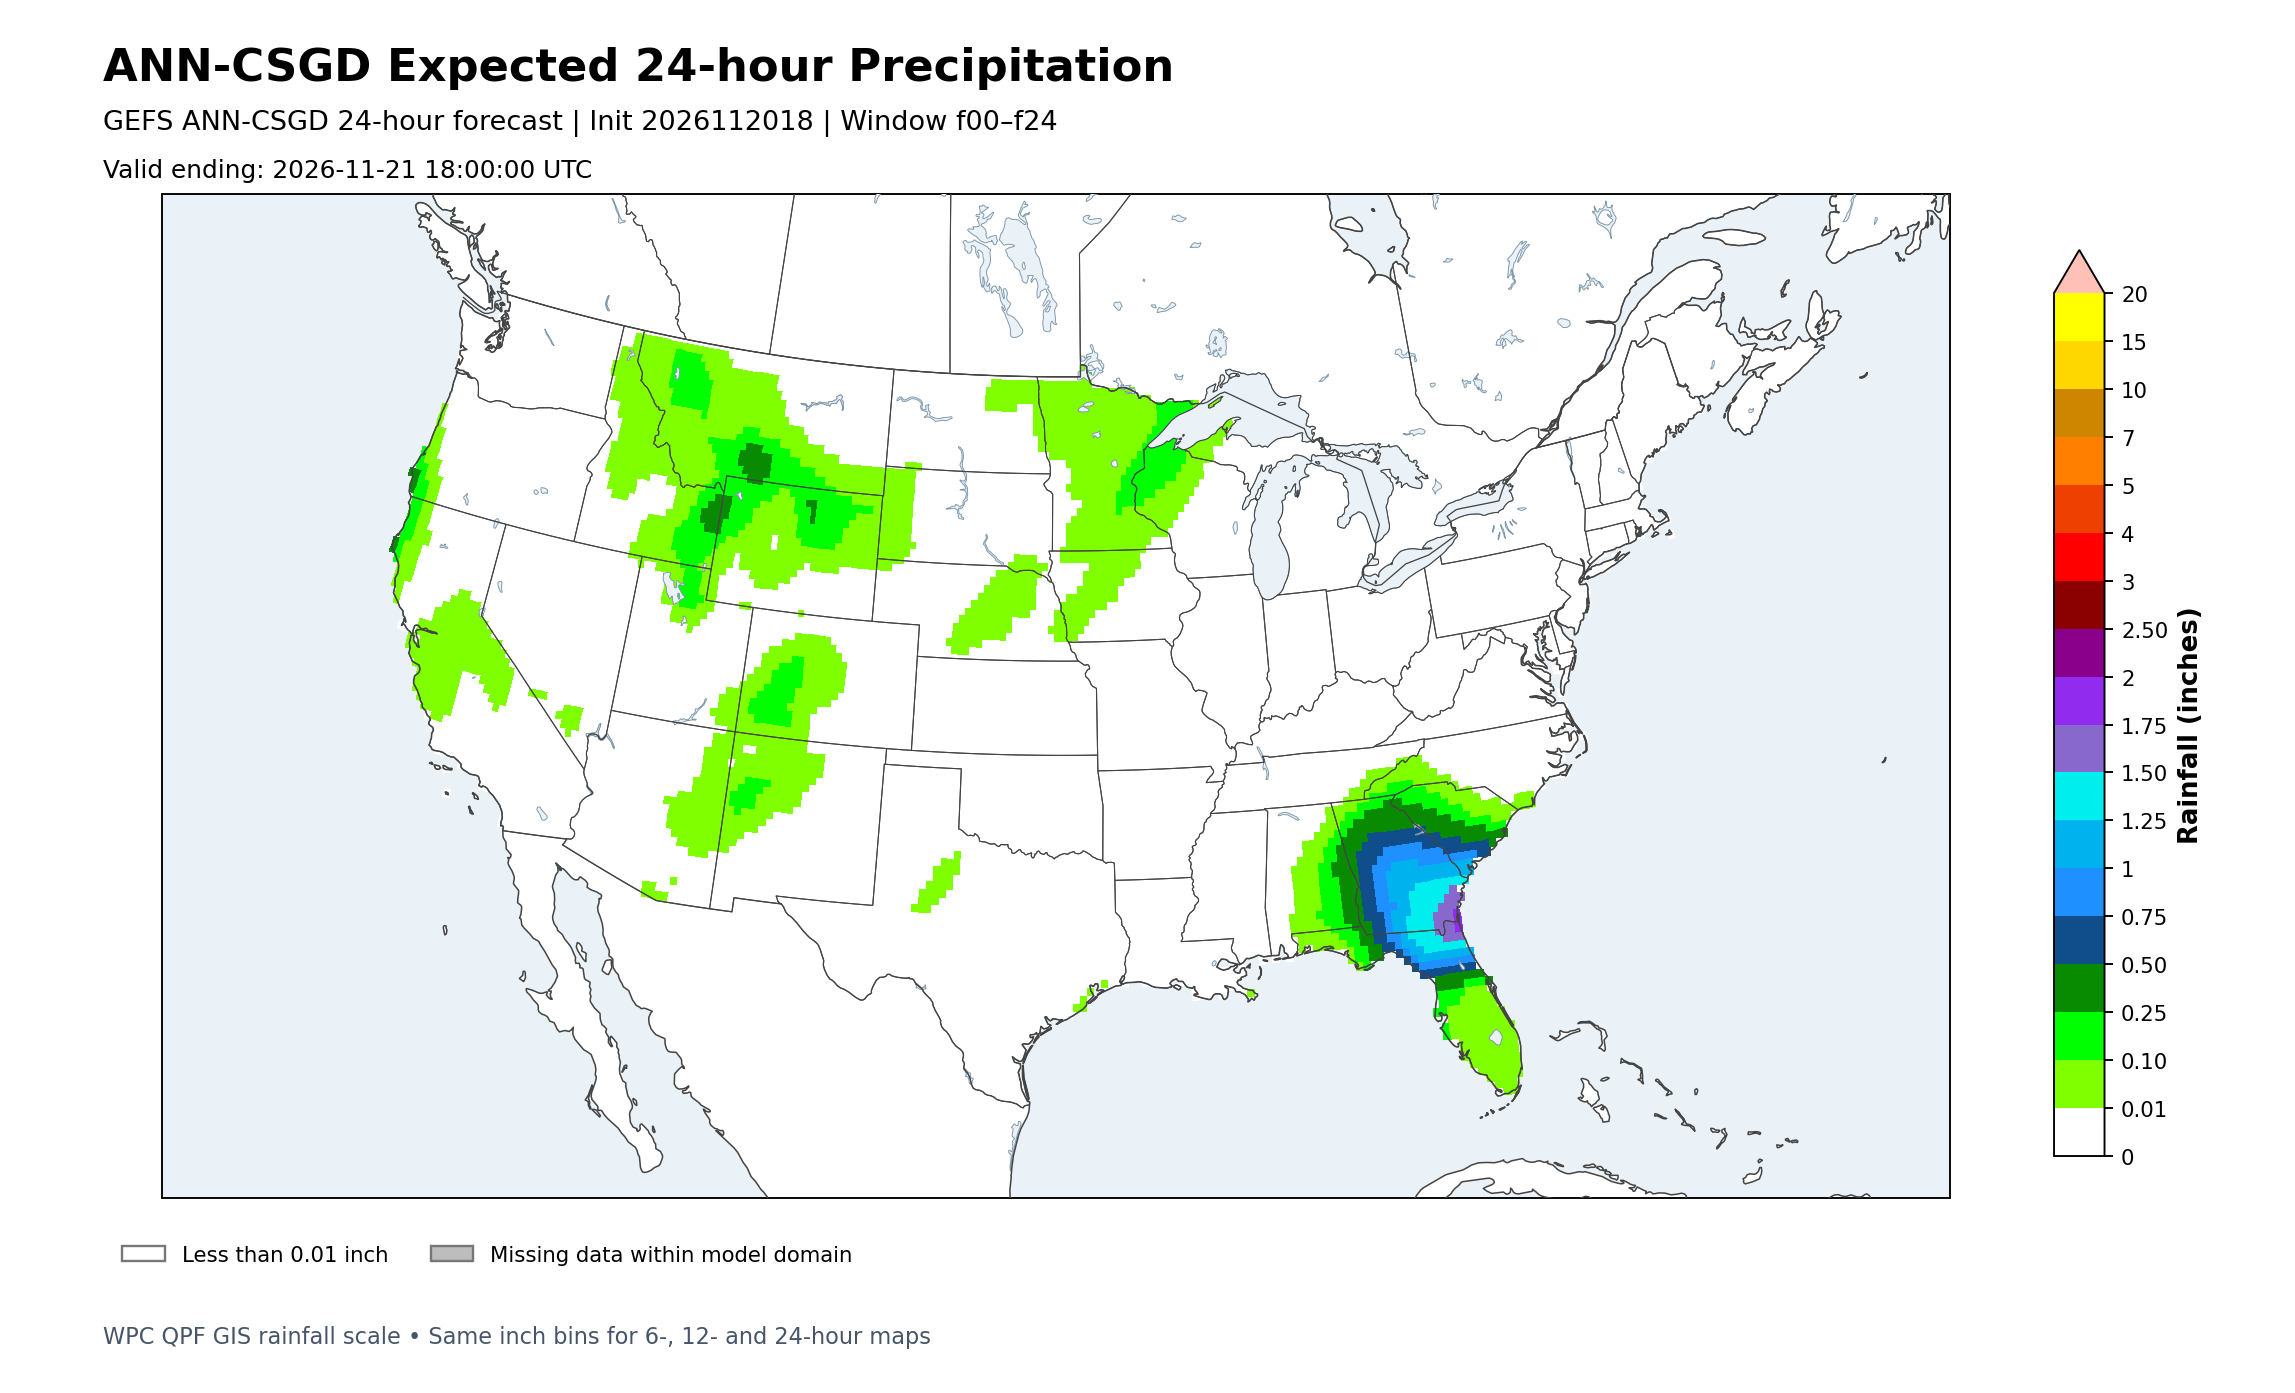 ANN-CSGD Expected 24-hour Precipitation
GEFS ANN-CSGD 24-hour forecast | Init 2026112018 | Window f00–f24
Valid ending: 2026-11-21 18:00:00 UTC
20
15
10
7
5
4
3
2.50
2
1.75
1.50
1.25
1
0.75
0.50
0.25
0.10
0.01
0
Rainfall (inches)
Less than 0.01 inch
Missing data within model domain
WPC QPF GIS rainfall scale • Same inch bins for 6-, 12- and 24-hour maps